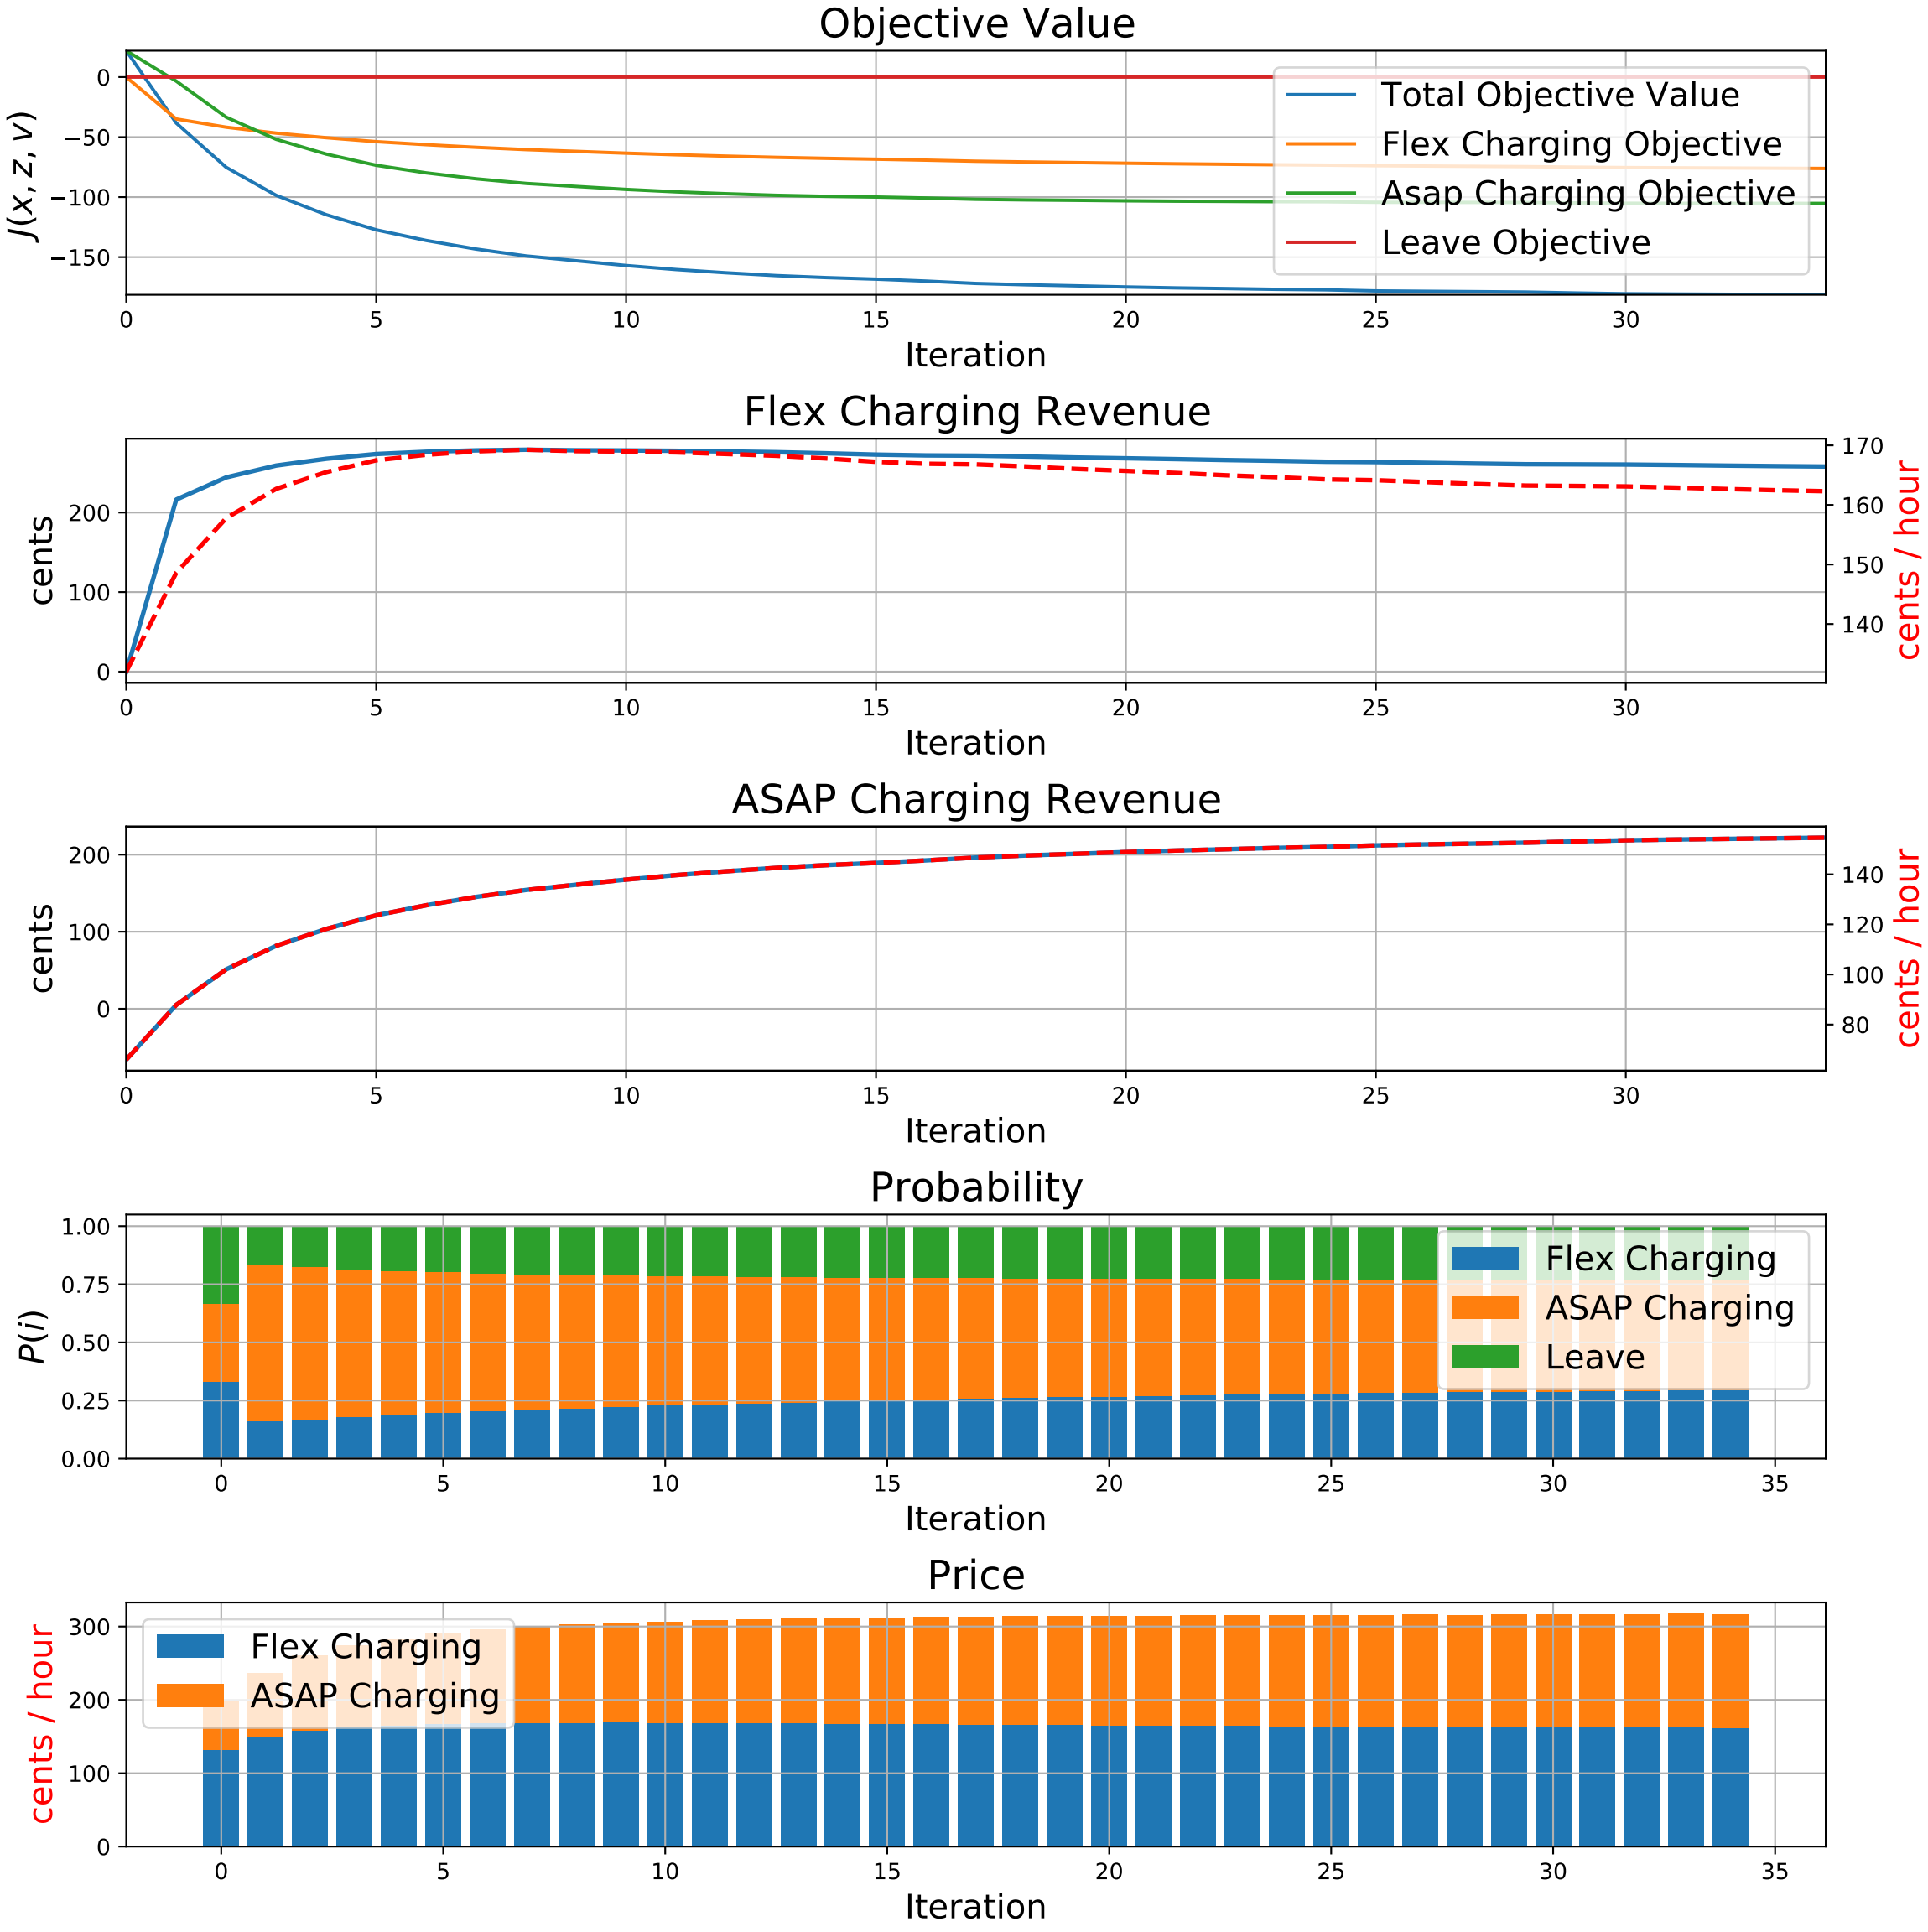 Objective Value
J(x, z, v)
0
−50
−100
−150
Total Objective Value
Flex Charging Objective
Asap Charging Objective
Leave Objective
0 5 10 15 20 25 30
Iteration
Flex Charging Revenue
cents
200
100
0
170
160
150
140
cents / hour
0 5 10 15 20 25 30
Iteration
ASAP Charging Revenue
cents
200
100
0
140
120
100
80
cents / hour
0 5 10 15 20 25 30
Iteration
Probability
P(i)
1.00
0.75
0.50
0.25
0.00
Flex Charging
ASAP Charging
Leave
0 5 10 15 20 25 30 35
Iteration
Price
cents / hour
300
200
100
0
Flex Charging
ASAP Charging
0 5 10 15 20 25 30 35
Iteration